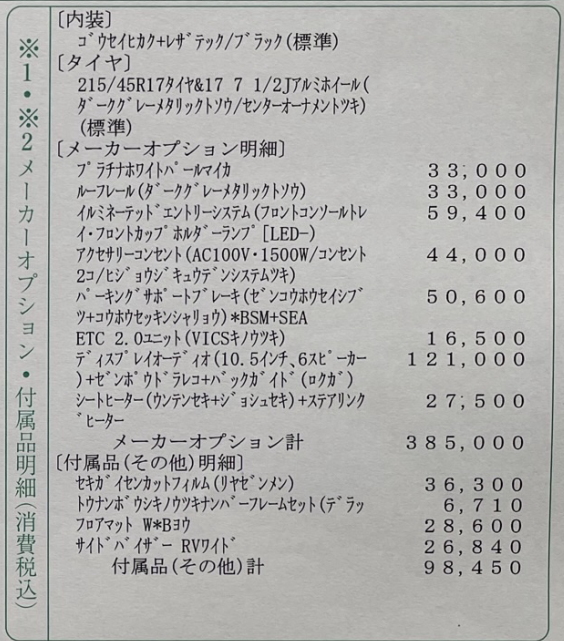 ※1・※2メーカーオプション・付属品明細(消費税込)
[内装]
ゴウセイヒカク+レザテック/ブラック(標準)
[タイヤ]
215/45R17タイヤ&17 7 1/2Jアルミホイール(
ダークグレーメタリックトソウ/センターオーナメントツキ)
(標準)
[メーカーオプション明細]
プラチナホワイトパールマイカ 33,000
ルーフレール(ダークグレーメタリックトソウ) 33,000
イルミネーテッドエントリーシステム(フロントコンソールトレ 59,400
イ・フロントカップホルダーランプ[LED-)
アクセサリーコンセント(AC100V・1500W/コンセント 44,000
2コ/ヒジョウジキュウデンシステムツキ)
パーキングサポートブレーキ(ゼンコウホウセイシブ 50,600
ツ+コウホウセッキンシャリョウ)*BSM+SEA
ETC 2.0ユニット(VICSキノウツキ) 16,500
ディスプレイオーディオ(10.5インチ,6スピーカー 121,000
)+ゼンポウドラレコ+バックガイド(ロクガ)
シートヒーター(ウンテンセキ+ジョシュセキ)+ステアリング 27,500
゛ヒーター
メーカーオプション計 385,000
[付属品(その他)明細]
セキガイセンカットフィルム(リヤゼンメン) 36,300
トウナンボウシキノウツキナンバーフレームセット(デラッ 6,710
フロアマット W*Bヨウ 28,600
サイドバイザー RVワイド 26,840
付属品(その他)計 98,450